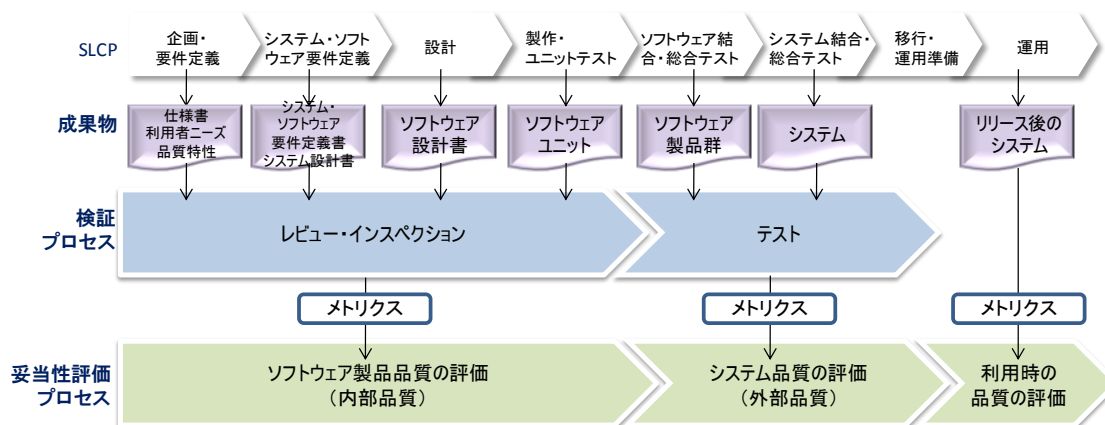 SLCP
企画・
要件定義
システム・ソフト
ウェア要件定義
設計
製作・
ユニットテスト
ソフトウェア結
合・総合テスト
システム結合・
総合テスト
移行・
運用準備
運用
成果物
仕様書
利用者ニーズ
品質特性
システム・
ソフトウェア
要件定義書
システム設計書
ソフトウェア
設計書
ソフトウェア
ユニット
ソフトウェア
製品群
システム
リリース後の
システム
検証
プロセス
レビュー・インスペクション
テスト
メトリクス
メトリクス
メトリクス
妥当性評価
プロセス
ソフトウェア製品品質の評価
（内部品質）
システム品質の評価
（外部品質）
利用時の
品質の評価